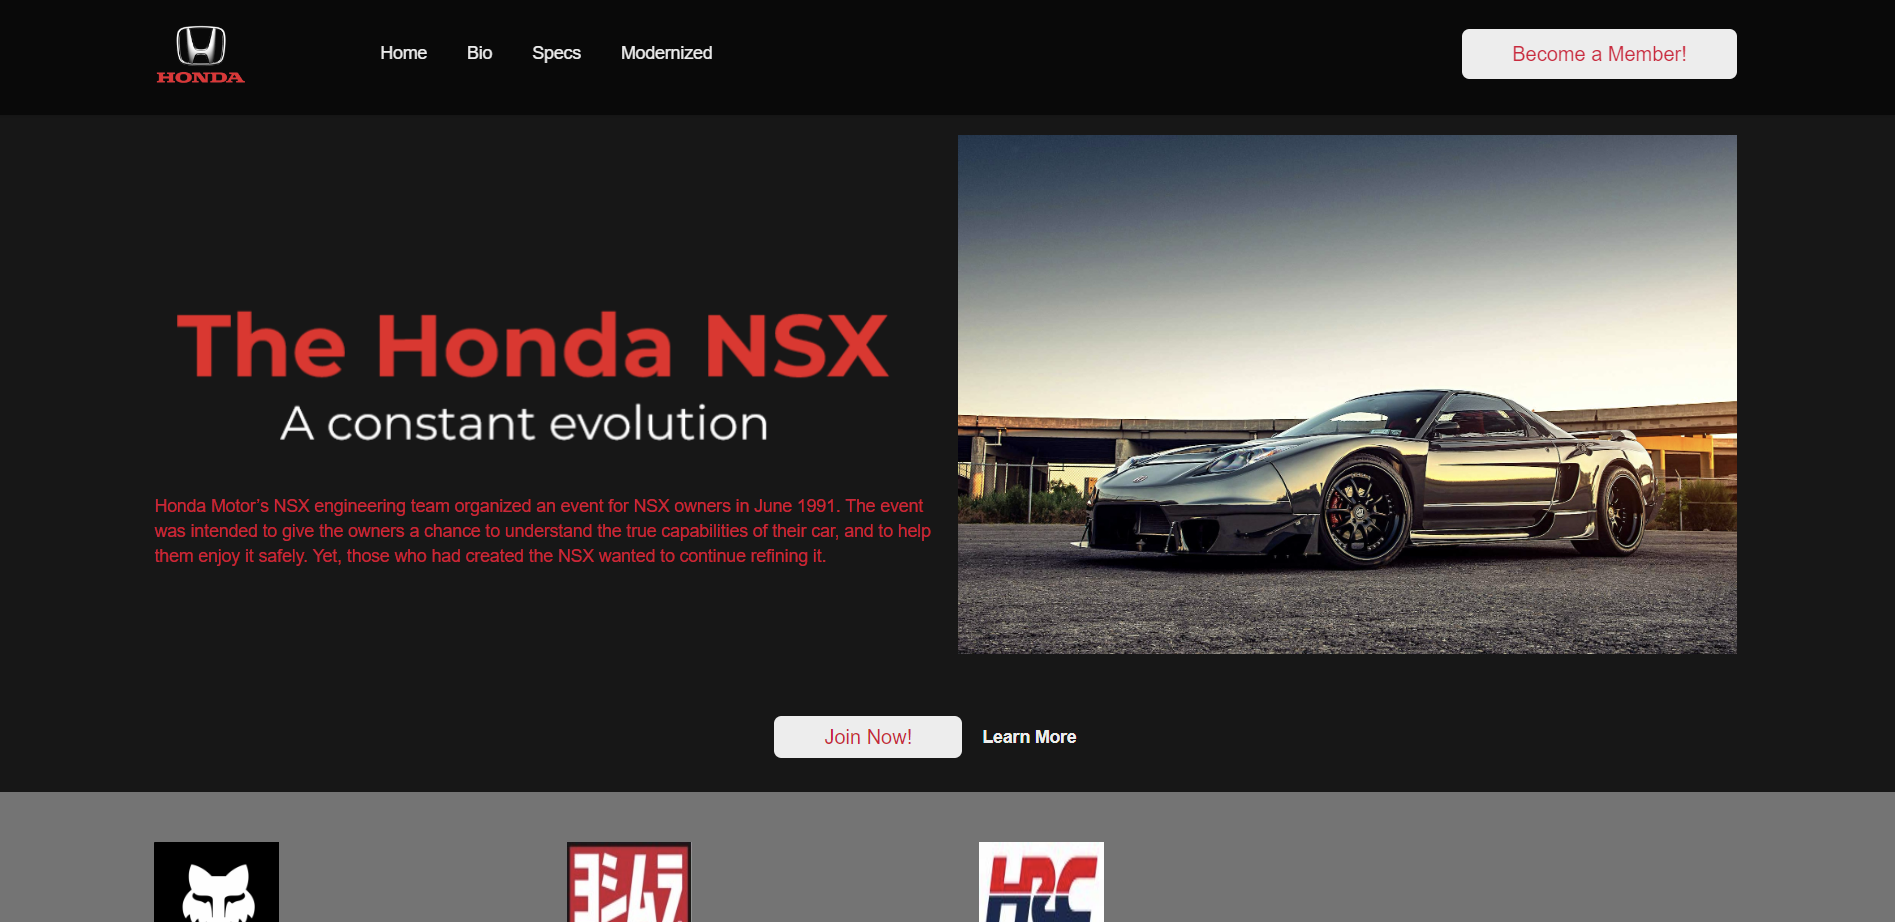 HONDA
Home
Bio
Specs
Modernized
Become a Member!
The Honda NSX
A constant evolution
Honda Motor’s NSX engineering team organized an event for NSX owners in June 1991. The event
was intended to give the owners a chance to understand the true capabilities of their car, and to help
them enjoy it safely. Yet, those who had created the NSX wanted to continue refining it.
Join Now!
Learn More
ヨシムラ
HRC